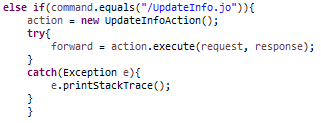 else if(command.equals("/UpdateInfo.jo")){
action = new UpdateInfoAction();
try{
forward = action.execute(request, response);
}
catch(Exception e){
e.printStackTrace();
}
}